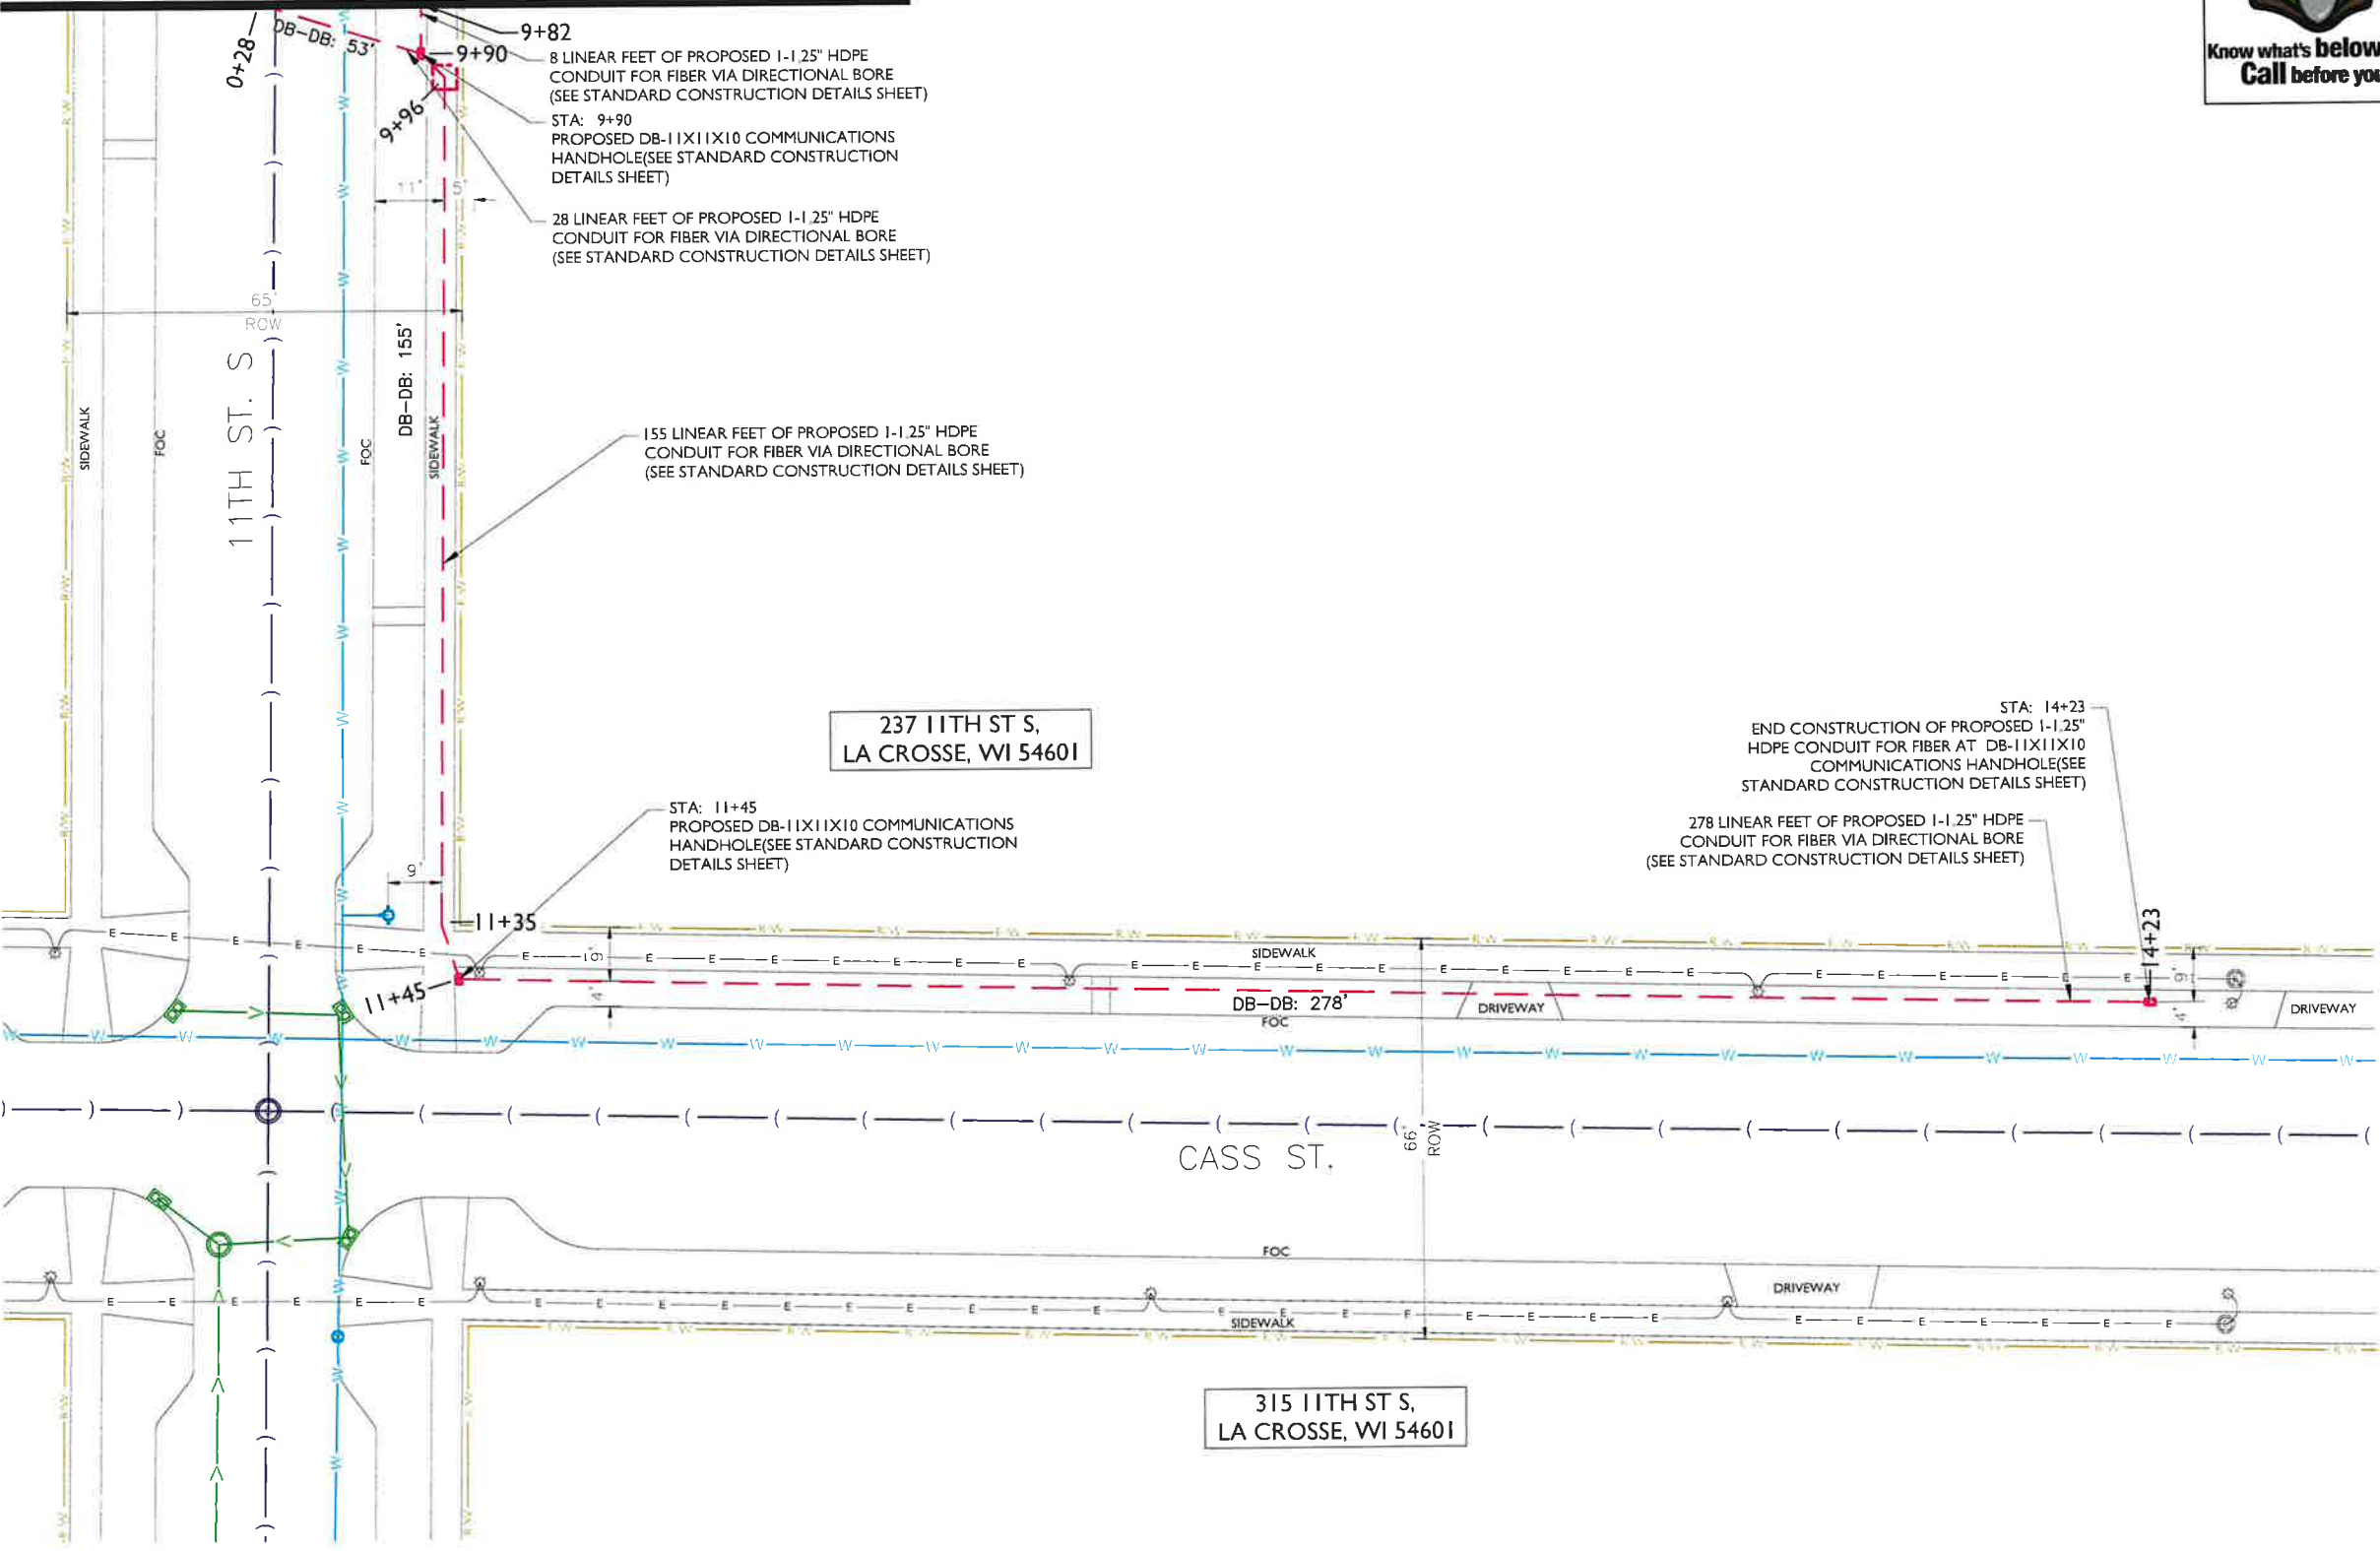 0+28
DB-DB: 53'
9+82
9+90
9+96
8 LINEAR FEET OF PROPOSED 1-1.25" HDPE
CONDUIT FOR FIBER VIA DIRECTIONAL BORE
(SEE STANDARD CONSTRUCTION DETAILS SHEET)
STA: 9+90
PROPOSED DB-11X11X10 COMMUNICATIONS
HANDHOLE(SEE STANDARD CONSTRUCTION
DETAILS SHEET)
28 LINEAR FEET OF PROPOSED 1-1.25" HDPE
CONDUIT FOR FIBER VIA DIRECTIONAL BORE
(SEE STANDARD CONSTRUCTION DETAILS SHEET)
Know what's below
Call before you
11'
5'
65'
ROW
11TH ST. S
SIDEWALK
FOC
FOC
DB-DB: 155'
SIDEWALK
155 LINEAR FEET OF PROPOSED 1-1.25" HDPE
CONDUIT FOR FIBER VIA DIRECTIONAL BORE
(SEE STANDARD CONSTRUCTION DETAILS SHEET)
237 11TH ST S,
LA CROSSE, WI 54601
STA: 11+45
PROPOSED DB-11X11X10 COMMUNICATIONS
HANDHOLE(SEE STANDARD CONSTRUCTION
DETAILS SHEET)
STA: 14+23
END CONSTRUCTION OF PROPOSED 1-1.25"
HDPE CONDUIT FOR FIBER AT DB-11X11X10
COMMUNICATIONS HANDHOLE(SEE
STANDARD CONSTRUCTION DETAILS SHEET)
278 LINEAR FEET OF PROPOSED 1-1.25" HDPE
CONDUIT FOR FIBER VIA DIRECTIONAL BORE
(SEE STANDARD CONSTRUCTION DETAILS SHEET)
9'
11+35
11+45
4'
SIDEWALK
DB-DB: 278'
FOC
DRIVEWAY
14+23
9'
4'
DRIVEWAY
CASS ST.
66'
ROW
FOC
DRIVEWAY
SIDEWALK
315 11TH ST S,
LA CROSSE, WI 54601